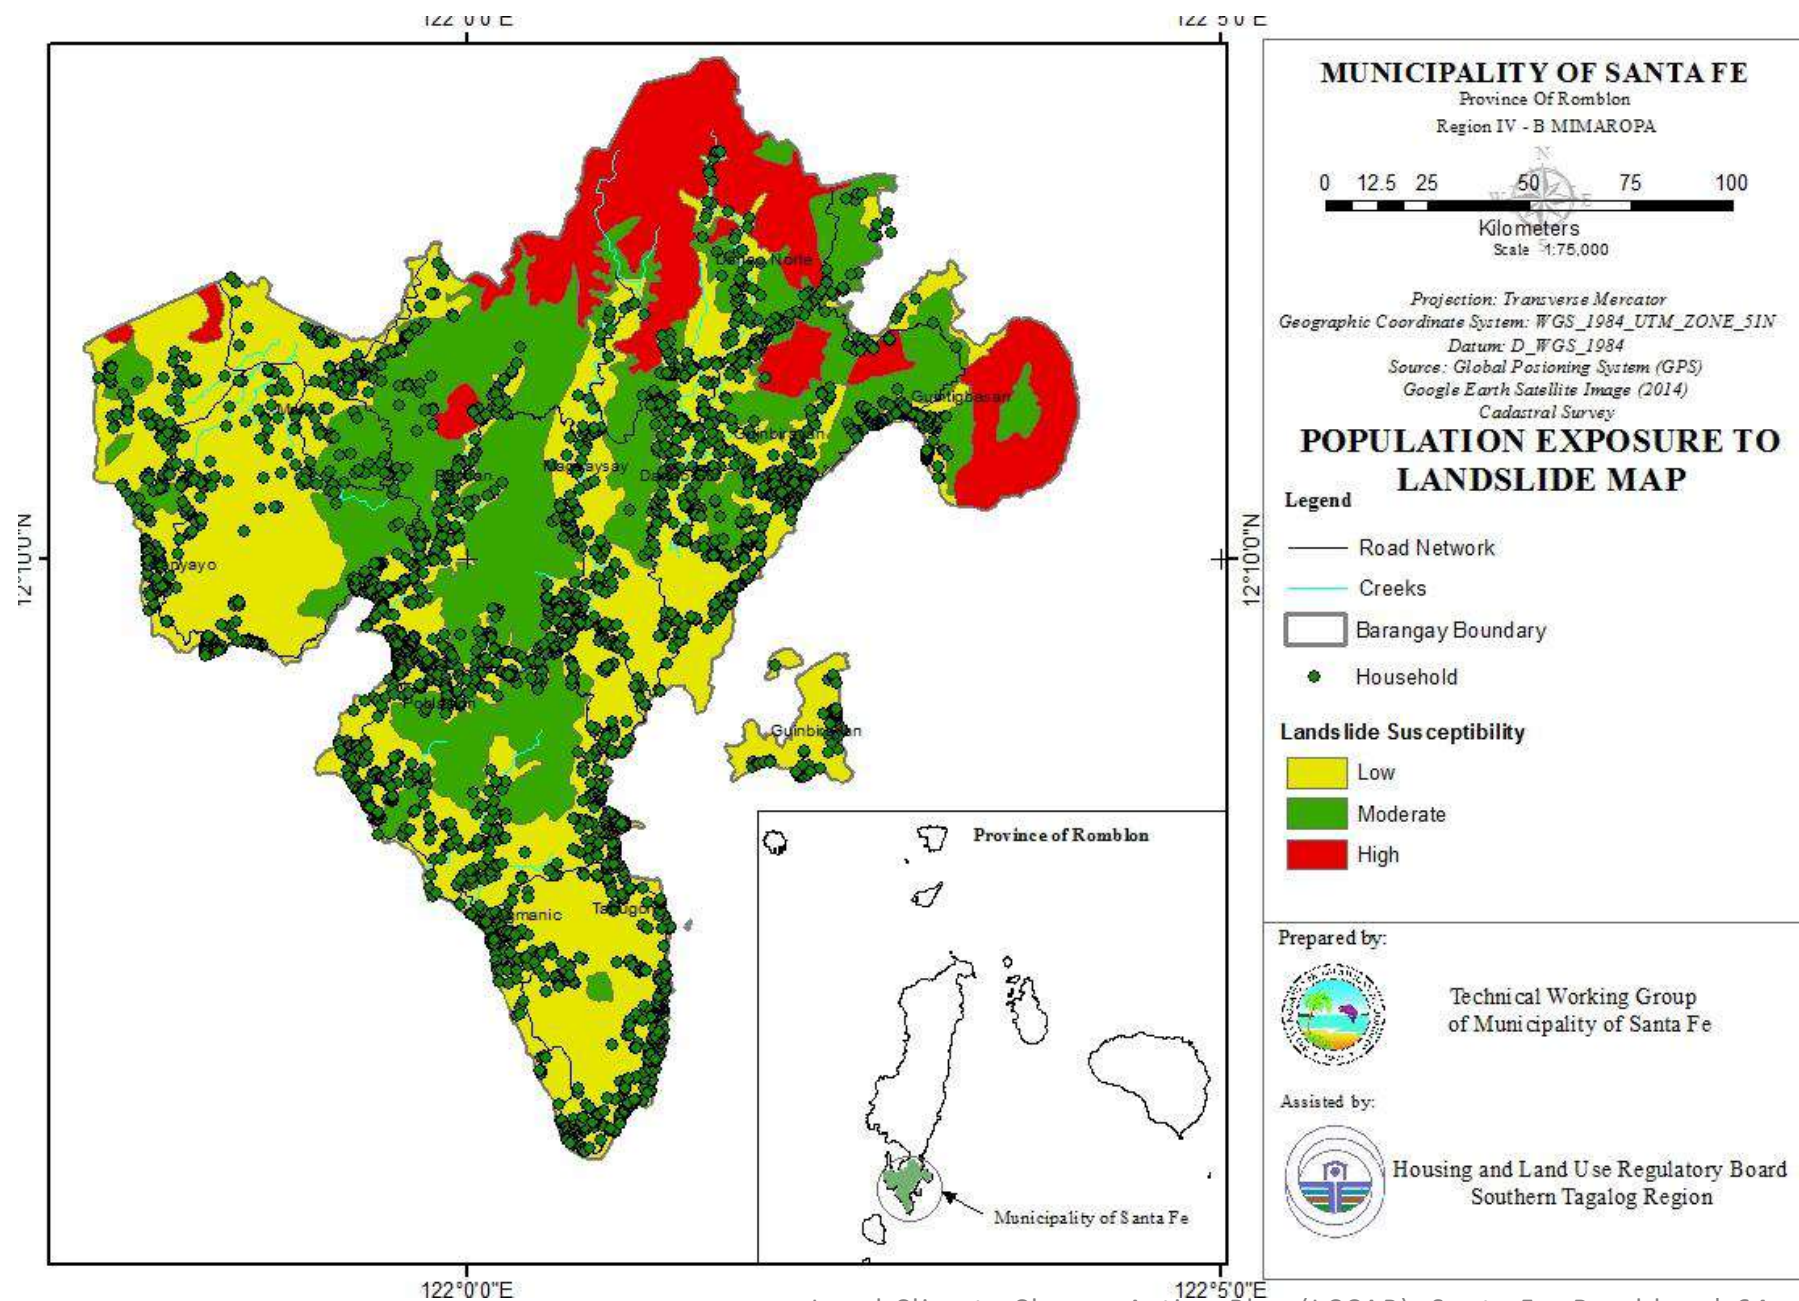 122°0'0"E
122°5'0"E
12°10'0"N
12°10'0"N
122°0'0"E
122°5'0"E
Danao Norte
Guintigbasan
Guinbirayan
Magsaysay
Poblacion
Guinbirayan
MUNICIPALITY OF SANTA FE
Province Of Romblon
Region IV - B MIMAROPA
N
W
E
S
0 12.5 25 50 75 100
Kilometers
Scale 1:75,000
Projection: Transverse Mercator
Geographic Coordinate System: WGS_1984_UTM_ZONE_51N
Datum: D_WGS_1984
Source: Global Posioning System (GPS)
Google Earth Satellite Image (2014)
Cadastral Survey
POPULATION EXPOSURE TO
LANDSLIDE MAP
Legend
Road Network
Creeks
Barangay Boundary
Household
Landslide Susceptibility
Low
Moderate
High
Province of Romblon
Municipality of Santa Fe
Prepared by:
Technical Working Group
of Municipality of Santa Fe
Assisted by:
Housing and Land Use Regulatory Board
Southern Tagalog Region